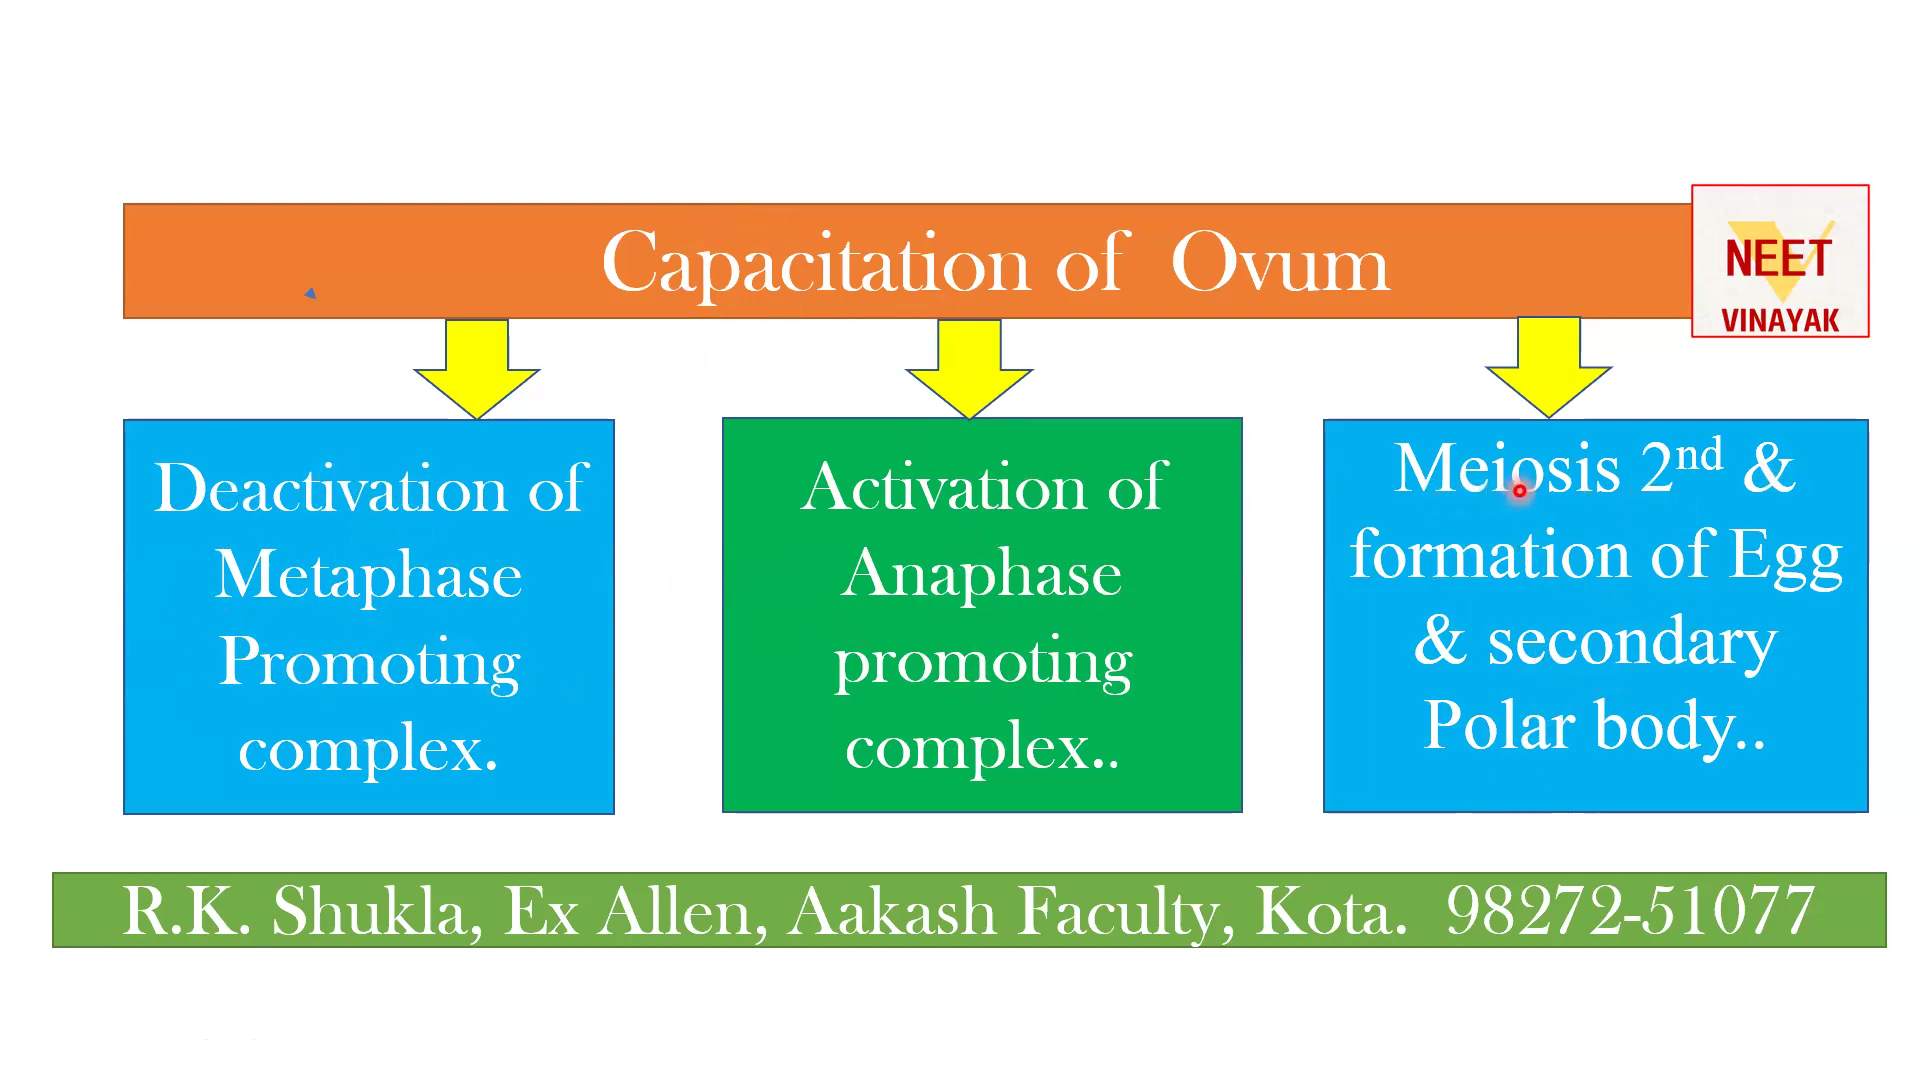 Capacitation of Ovum
NEET
VINAYAK
Deactivation of
Metaphase
Promoting
complex.
Activation of
Anaphase
promoting
complex..
Meiosis 2nd &
formation of Egg
& secondary
Polar body..
R.K. Shukla, Ex Allen, Aakash Faculty, Kota. 98272-51077